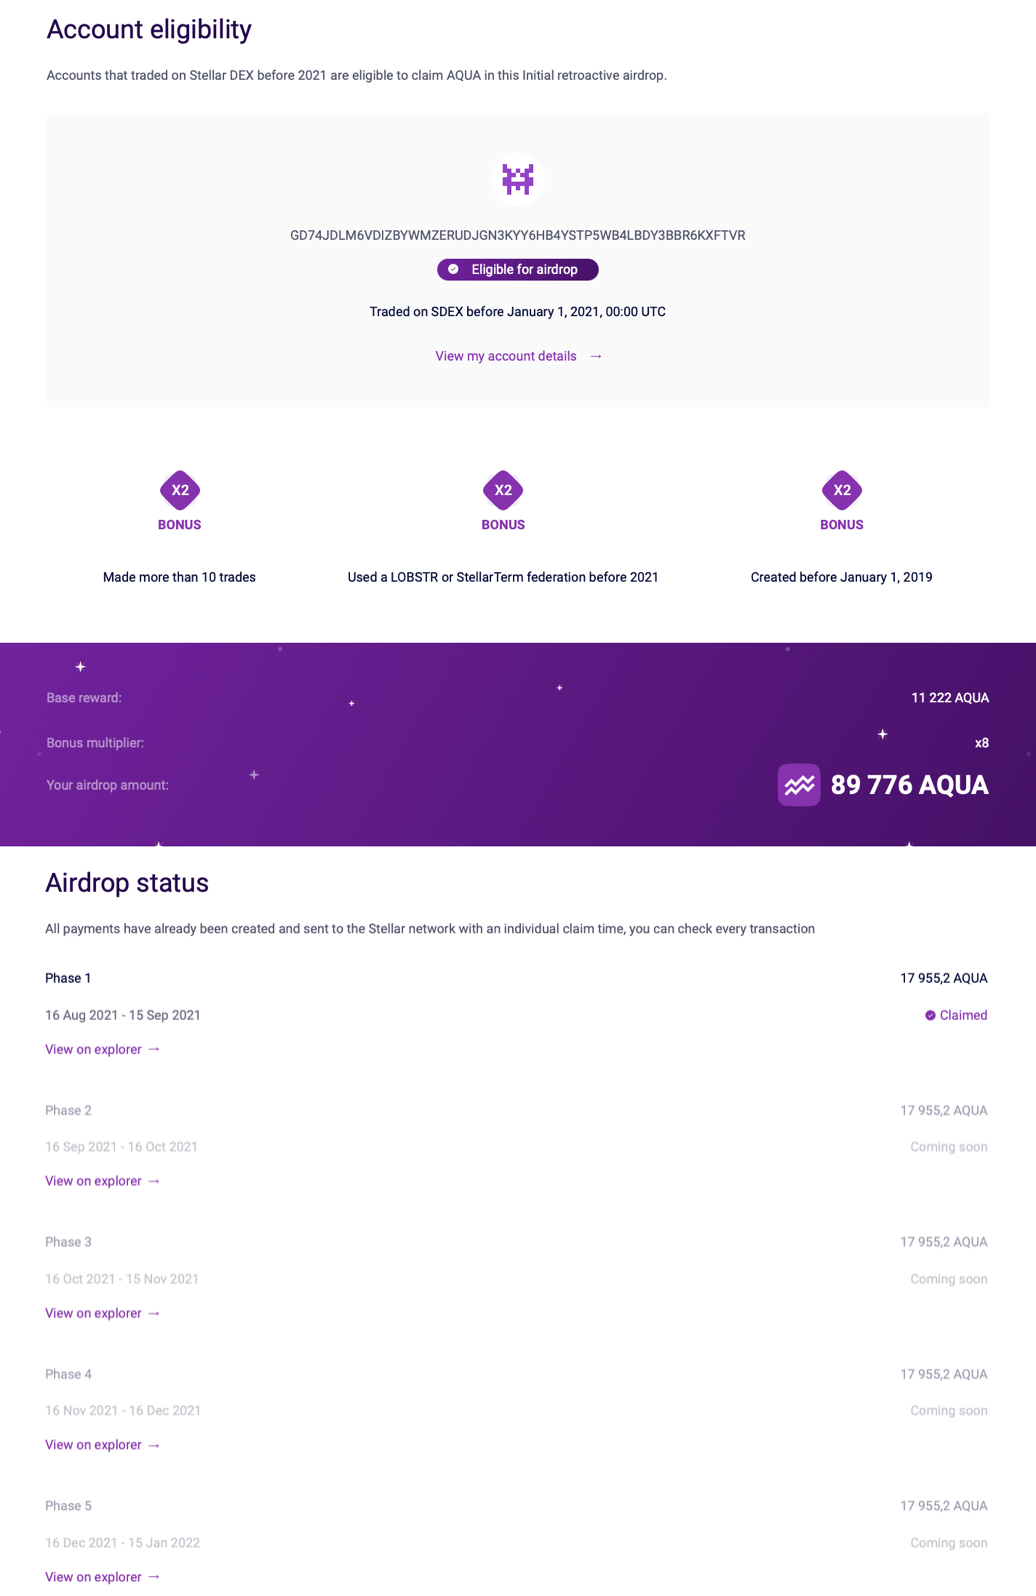 Account eligibility
Accounts that traded on Stellar DEX before 2021 are eligible to claim AQUA in this Initial retroactive airdrop.
GD74JDLM6VDIZBYWMZERUDJGN3KYY6HB4YSTP5WB4LBDY3BBR6KXFTVR
Eligible for airdrop
Traded on SDEX before January 1, 2021, 00:00 UTC
View my account details →
X2 X2 X2
BONUS BONUS BONUS
Made more than 10 trades Used a LOBSTR or StellarTerm federation before 2021 Created before January 1, 2019
Base reward: 11 222 AQUA
Bonus multiplier: x8
Your airdrop amount: 89 776 AQUA
Airdrop status
All payments have already been created and sent to the Stellar network with an individual claim time, you can check every transaction
Phase 1 17 955,2 AQUA
16 Aug 2021 - 15 Sep 2021 Claimed
View on explorer →
Phase 2 17 955,2 AQUA
16 Sep 2021 - 16 Oct 2021 Coming soon
View on explorer →
Phase 3 17 955,2 AQUA
16 Oct 2021 - 15 Nov 2021 Coming soon
View on explorer →
Phase 4 17 955,2 AQUA
16 Nov 2021 - 16 Dec 2021 Coming soon
View on explorer →
Phase 5 17 955,2 AQUA
16 Dec 2021 - 15 Jan 2022 Coming soon
View on explorer →